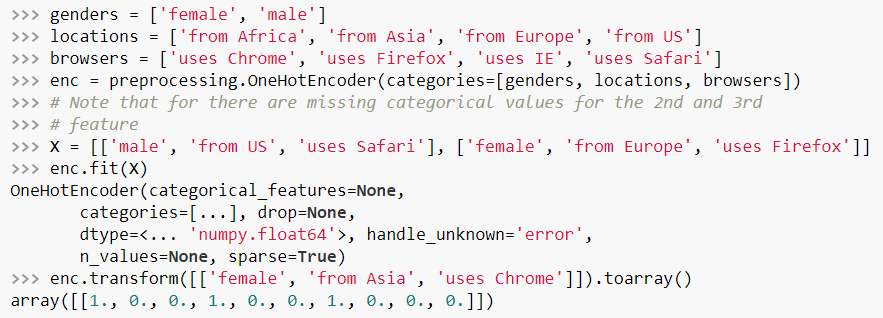 >>> genders = ['female', 'male']
>>> locations = ['from Africa', 'from Asia', 'from Europe', 'from US']
>>> browsers = ['uses Chrome', 'uses Firefox', 'uses IE', 'uses Safari']
>>> enc = preprocessing.OneHotEncoder(categories=[genders, locations, browsers])
>>> # Note that for there are missing categorical values for the 2nd and 3rd
>>> # feature
>>> X = [['male', 'from US', 'uses Safari'], ['female', 'from Europe', 'uses Firefox']]
>>> enc.fit(X)
OneHotEncoder(categorical_features=None,
       categories=[...], drop=None,
       dtype=<... 'numpy.float64'>, handle_unknown='error',
       n_values=None, sparse=True)
>>> enc.transform([['female', 'from Asia', 'uses Chrome']]).toarray()
array([[1., 0., 0., 1., 0., 0., 1., 0., 0., 0.]])